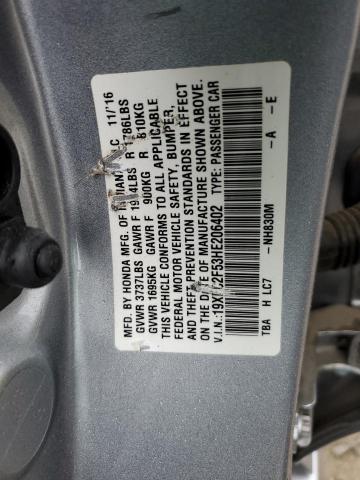 MFD. BY HONDA MFG. OF INDIANA LLC 11/16
GVWR 3737LBS GAWR F LBS R 1786LBS
GVWR 1695KG GAWR F 900KG R 810KG
THIS VEHICLE CONFORMS TO ALL APPLICABLE
FEDERAL MOTOR VEHICLE SAFETY, BUMPER,
AND THEFT PREVENTION STANDARDS IN EFFECT
ON THE DATE OF MANUFACTURE SHOWN ABOVE.
V.I.N.: TYPE: PASSENGER CAR
NH830M -A -E
TBA H LC7